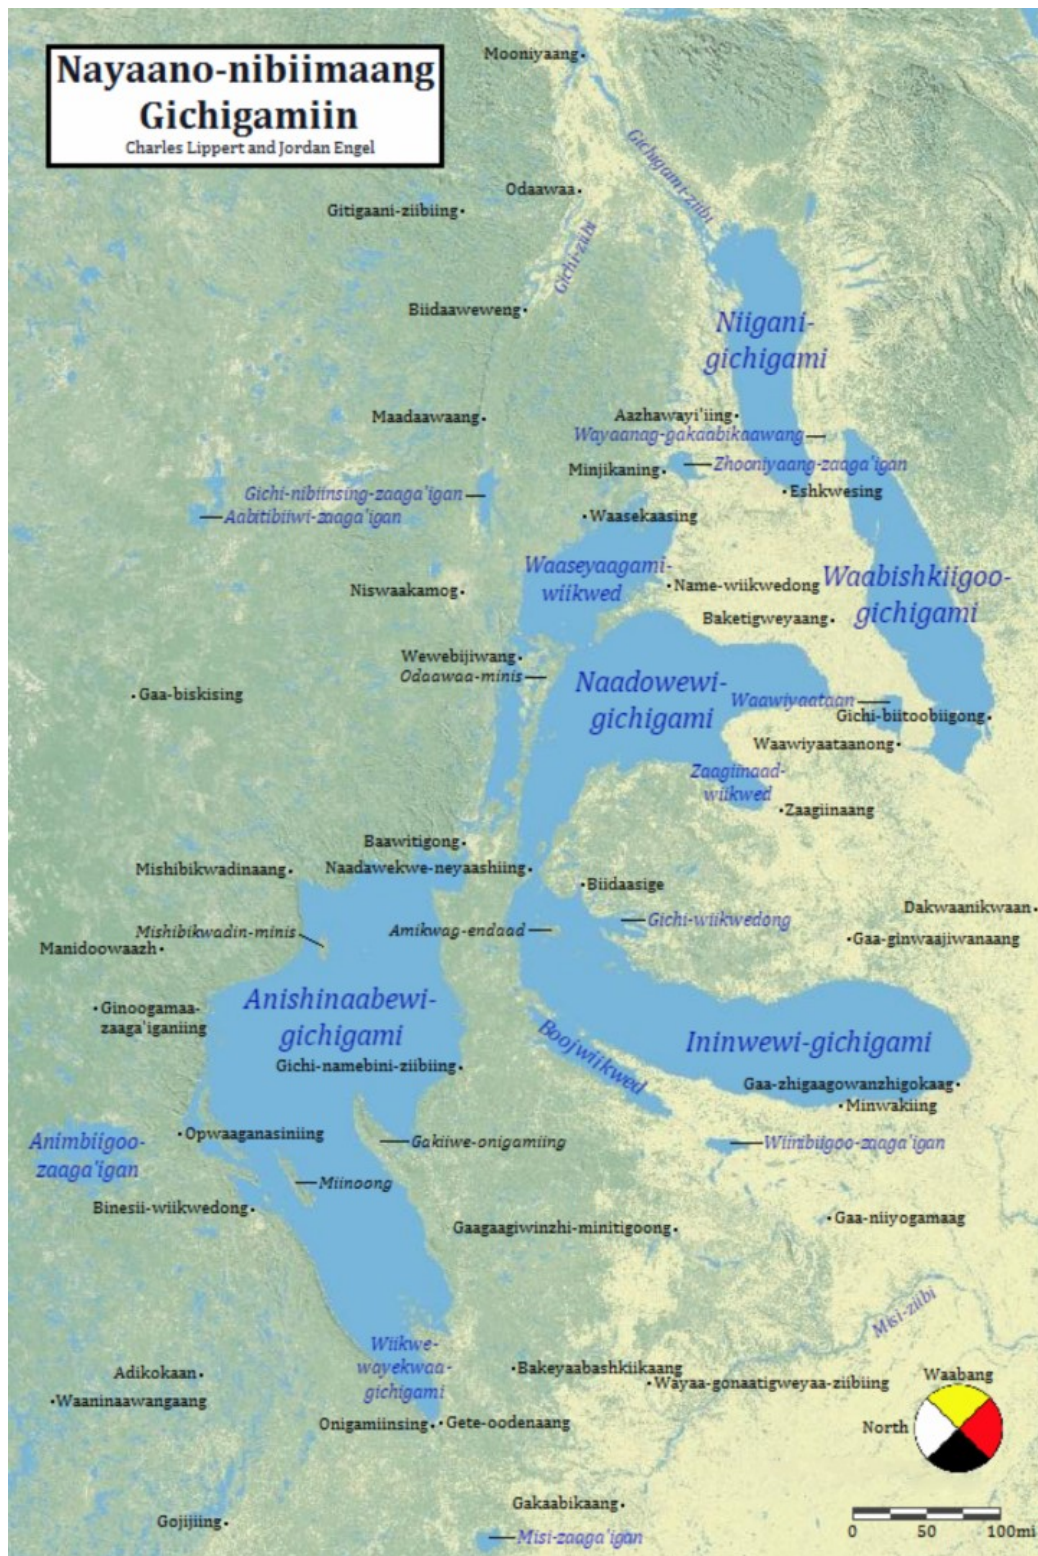 Nayaano-nibiimaang
Gichigamiin
Charles Lippert and Jordan Engel
Mooniyaang
Gichigami-ziibi
Odaawaa
Gitigaani-ziibiing
Gichi-ziibi
Biidaaweweng
Niigani-
gichigami
Maadaawaang
Aazhawayi'iing
Wayaanag-gakaabikaawang
Minjikaning
Zhooniyaang-zaaga'igan
Gichi-nibiinsing-zaaga'igan
Eshkwesing
Aabitibiiwi-zaaga'igan
Waasekaasing
Waaseyaagami-
wiikwed
Niswaakamog
Name-wiikwedong
Waabishkiigoo-
gichigami
Baketigweyaang
Wewebijiwang
Odaawaa-minis
Gaa-biskising
Naadowewi-
gichigami
Waawiyaataan
Gichi-biitoobiigong
Waawiyaataanong
Zaagiinaad-
wiikwed
Zaagiinaang
Baawitigong
Mishibikwadinaang
Naadawekwe-neyaashiing
Biidaasige
Dakwaanikwaan
Gichi-wiikwedong
Mishibikwadin-minis
Amikwag-endaad
Gaa-ginwaajiwanaang
Manidoowaazh
Ginoogamaa-
zaaga'iganiing
Anishinaabewi-
gichigami
Boojwiikwed
Ininwewi-gichigami
Gichi-namebini-ziibiing
Gaa-zhigaagowanzhigokaag
Minwakiing
Animbiigoo-
zaaga'igan
Opwaaganasiniing
Gakiiwe-onigamiing
Wiinibiigoo-zaaga'igan
Miinoong
Binesii-wiikwedong
Gaagaagiwinzhi-minitigoong
Gaa-niiyogamaag
Misi-ziibi
Wiikwe-
wayekwaa-
gichigami
Adikokaan
Bakeyaabashkiikaang
Waaninaawangaang
Wayaa-gonaatigweyaa-ziibiing
Waabang
Onigamiinsing
Gete-oodenaang
North
Gakaabikaang
Gojijiing
Misi-zaaga'igan
0 50 100mi